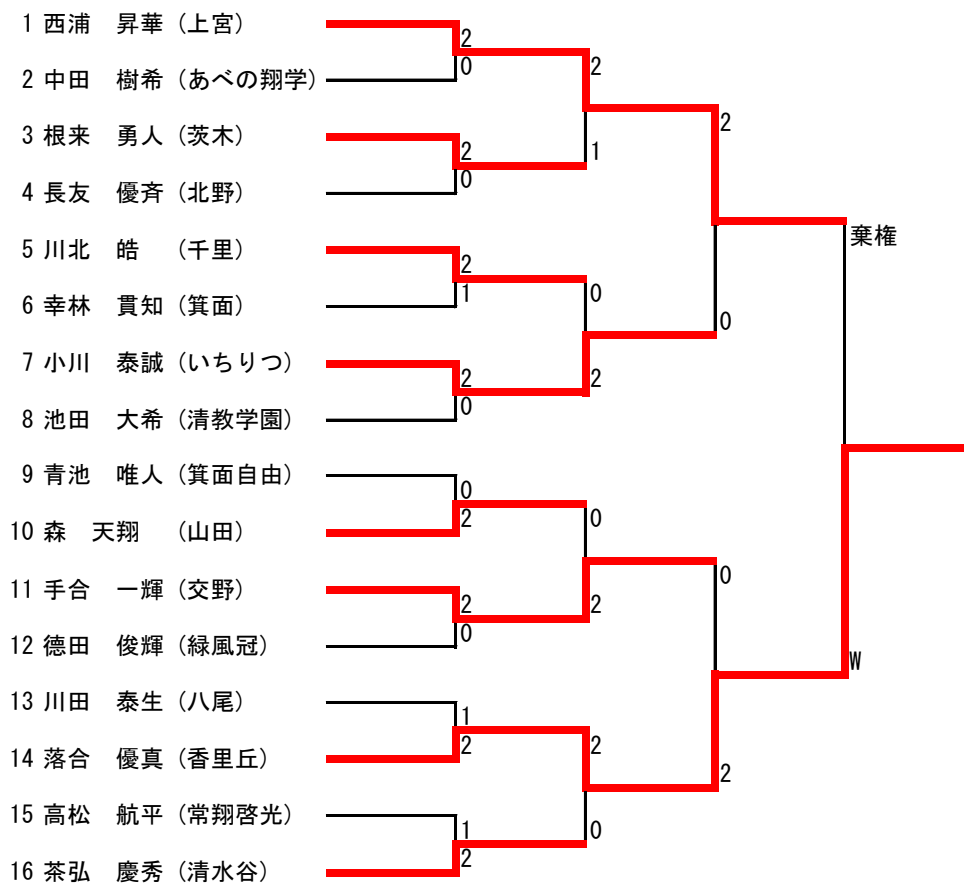 1 西浦　昇華（上宮）
2 中田　樹希（あべの翔学）
3 根来　勇人（茨木）
4 長友　優斉（北野）
5 川北　皓　（千里）
6 幸林　貫知（箕面）
7 小川　泰誠（いちりつ）
8 池田　大希（清教学園）
9 青池　唯人（箕面自由）
10 森　天翔　（山田）
11 手合　一輝（交野）
12 德田　俊輝（緑風冠）
13 川田　泰生（八尾）
14 落合　優真（香里丘）
15 高松　航平（常翔啓光）
16 茶弘　慶秀（清水谷）
2
0
2
0
2
1
2
0
0
2
2
0
1
2
1
2
2
1
0
2
0
2
2
0
2
0
0
2
棄権
W